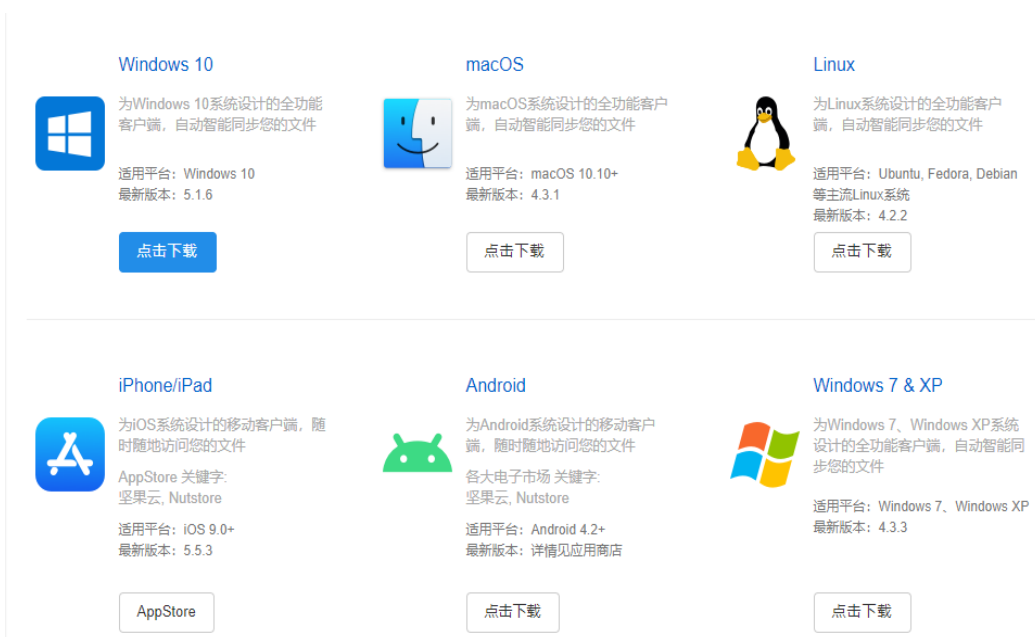 Windows 10
为Windows 10系统设计的全功能
客户端，自动智能同步您的文件
适用平台：Windows 10
最新版本：5.1.6
点击下载
macOS
为macOS系统设计的全功能客户
端，自动智能同步您的文件
适用平台：macOS 10.10+
最新版本：4.3.1
点击下载
Linux
为Linux系统设计的全功能客户
端，自动智能同步您的文件
适用平台：Ubuntu, Fedora, Debian
等主流Linux系统
最新版本：4.2.2
点击下载
iPhone/iPad
为iOS系统设计的移动客户端，随
时随地访问您的文件
AppStore 关键字:
坚果云, Nutstore
适用平台：iOS 9.0+
最新版本：5.5.3
AppStore
Android
为Android系统设计的移动客户
端，随时随地访问您的文件
各大电子市场 关键字:
坚果云, Nutstore
适用平台：Android 4.2+
最新版本：详情见应用商店
点击下载
Windows 7 & XP
为Windows 7、Windows XP系统
设计的全功能客户端，自动智能同
步您的文件
适用平台：Windows 7、Windows XP
最新版本：4.3.3
点击下载